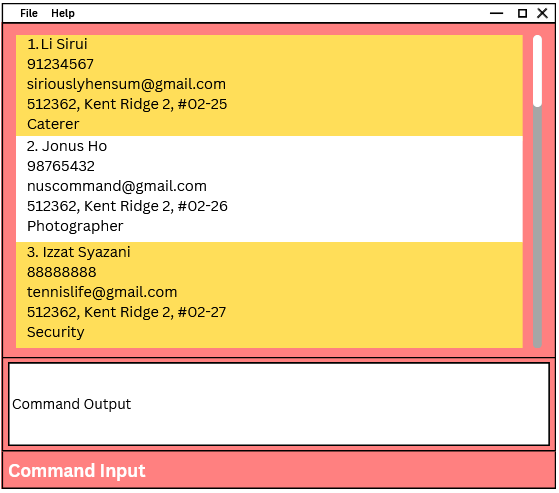 File Help
1. Li Sirui
91234567
siriouslyhensum@gmail.com
512362, Kent Ridge 2, #02-25
Caterer
2. Jonus Ho
98765432
nuscommand@gmail.com
512362, Kent Ridge 2, #02-26
Photographer
3. Izzat Syazani
88888888
tennislife@gmail.com
512362, Kent Ridge 2, #02-27
Security
Command Output
Command Input